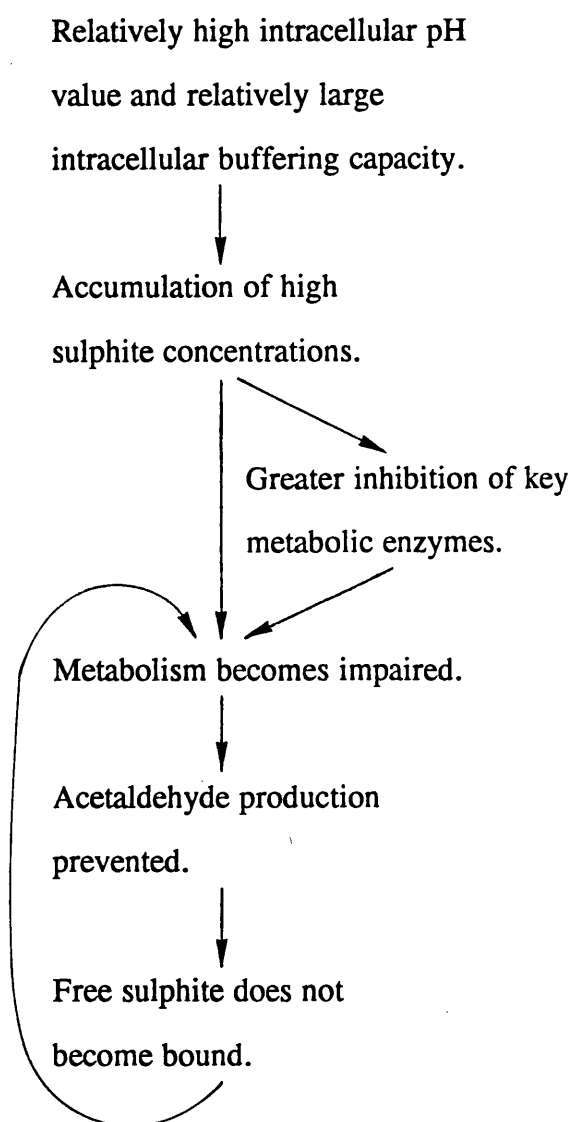 Relatively high intracellular pH
value and relatively large
intracellular buffering capacity.
Accumulation of high
sulphite concentrations.
Greater inhibition of key
metabolic enzymes.
Metabolism becomes impaired.
Acetaldehyde production
prevented.
Free sulphite does not
become bound.